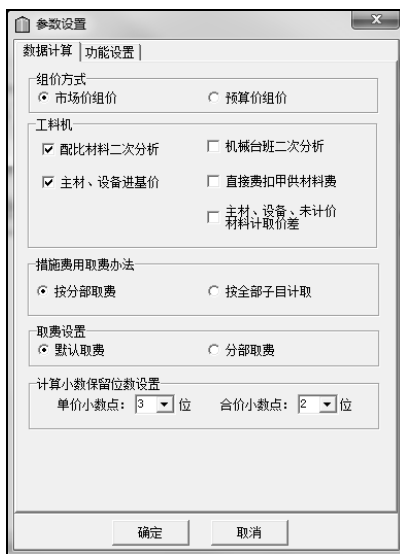 参数设置
数据计算 功能设置
组价方式
市场价组价 预算价组价
工料机
配比材料二次分析 机械台班二次分析
主材、设备进基价 直接费扣甲供材料费
主材、设备、未计价
材料计取价差
措施费用取费办法
按分部取费 按全部子目计取
取费设置
默认取费 分部取费
计算小数保留位数设置
单价小数点： 3 位 合价小数点： 2 位
确定 取消